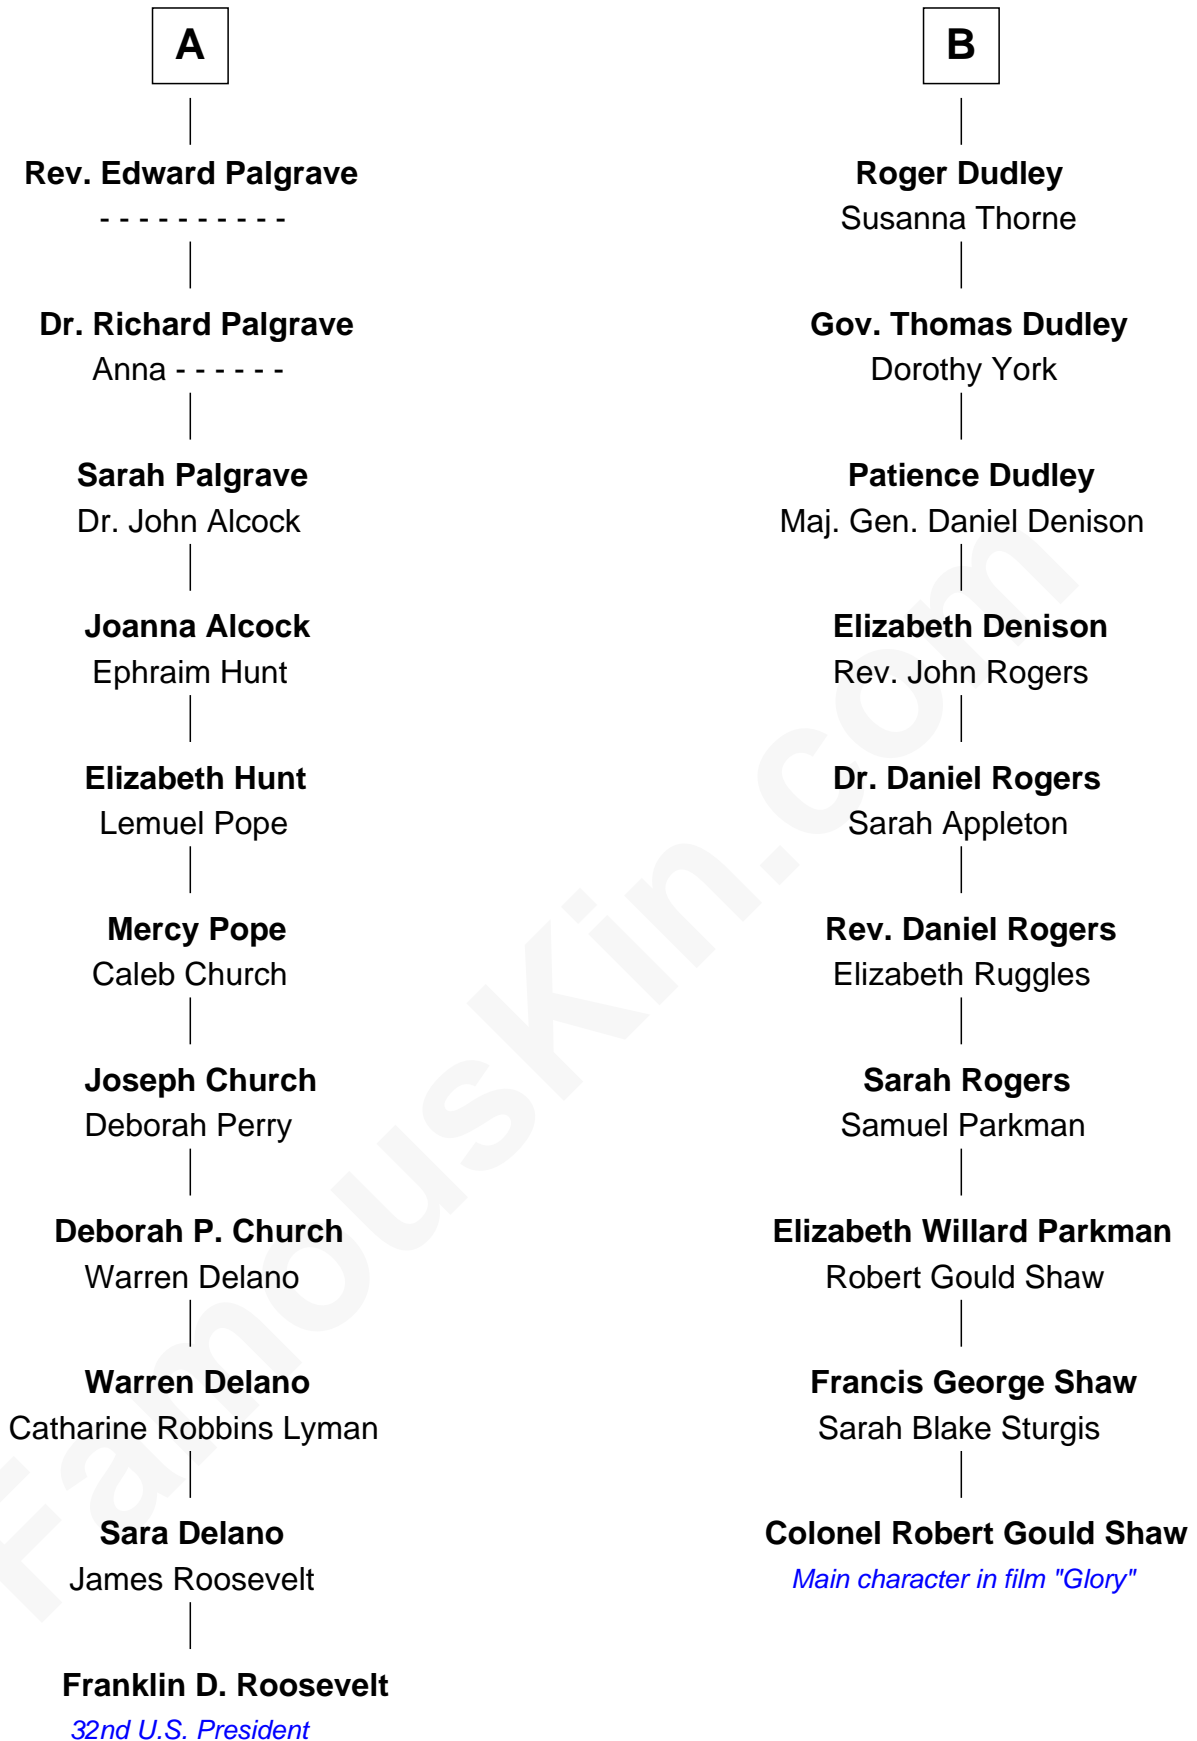 A
Rev. Edward Palgrave
- - - - - - - - - -
Dr. Richard Palgrave
Anna - - - - - -
Sarah Palgrave
Dr. John Alcock
Joanna Alcock
Ephraim Hunt
Elizabeth Hunt
Lemuel Pope
Mercy Pope
Caleb Church
Joseph Church
Deborah Perry
Deborah P. Church
Warren Delano
Warren Delano
Catharine Robbins Lyman
Sara Delano
James Roosevelt
Franklin D. Roosevelt
32nd U.S. President
B
Roger Dudley
Susanna Thorne
Gov. Thomas Dudley
Dorothy York
Patience Dudley
Maj. Gen. Daniel Denison
Elizabeth Denison
Rev. John Rogers
Dr. Daniel Rogers
Sarah Appleton
Rev. Daniel Rogers
Elizabeth Ruggles
Sarah Rogers
Samuel Parkman
Elizabeth Willard Parkman
Robert Gould Shaw
Francis George Shaw
Sarah Blake Sturgis
Colonel Robert Gould Shaw
Main character in film "Glory"
FamousKin.com